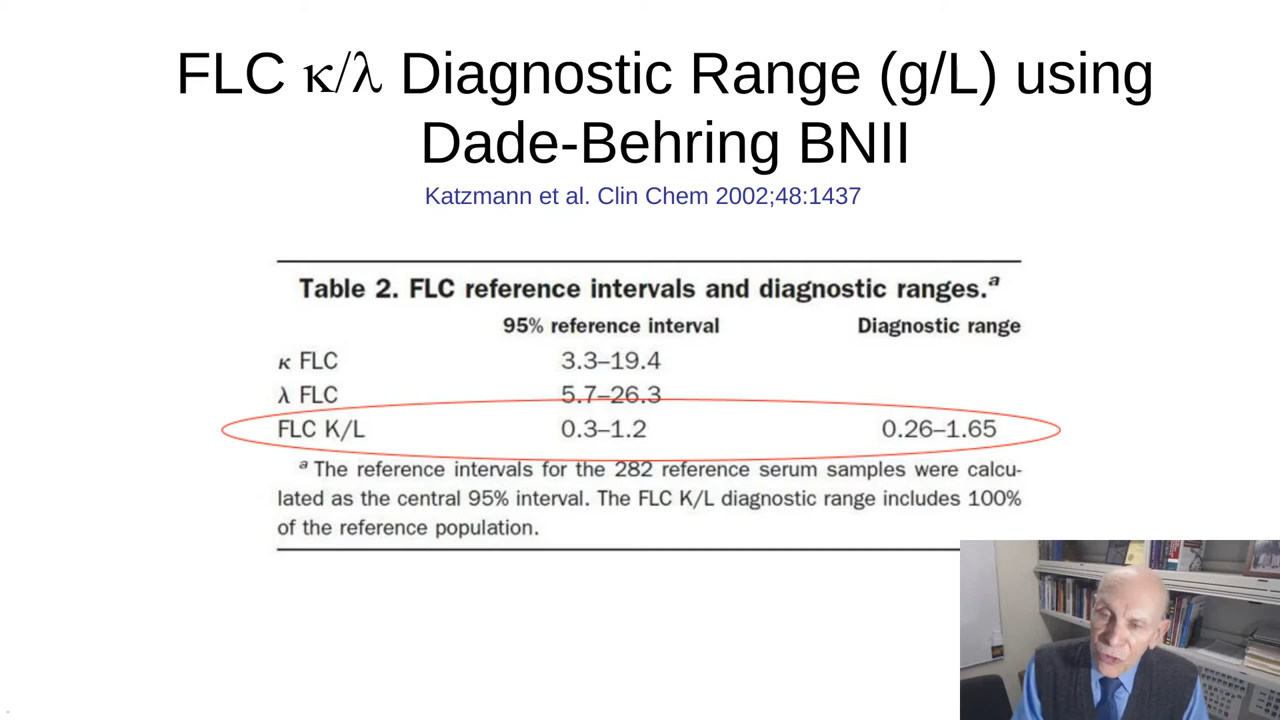 FLC κ/λ Diagnostic Range (g/L) using
Dade-Behring BNII
Katzmann et al. Clin Chem 2002;48:1437
Table 2. FLC reference intervals and diagnostic ranges.a
95% reference interval Diagnostic range
κ FLC 3.3–19.4
λ FLC 5.7–26.3
FLC K/L 0.3–1.2 0.26–1.65
a The reference intervals for the 282 reference serum samples were calcu-
lated as the central 95% interval. The FLC K/L diagnostic range includes 100%
of the reference population.